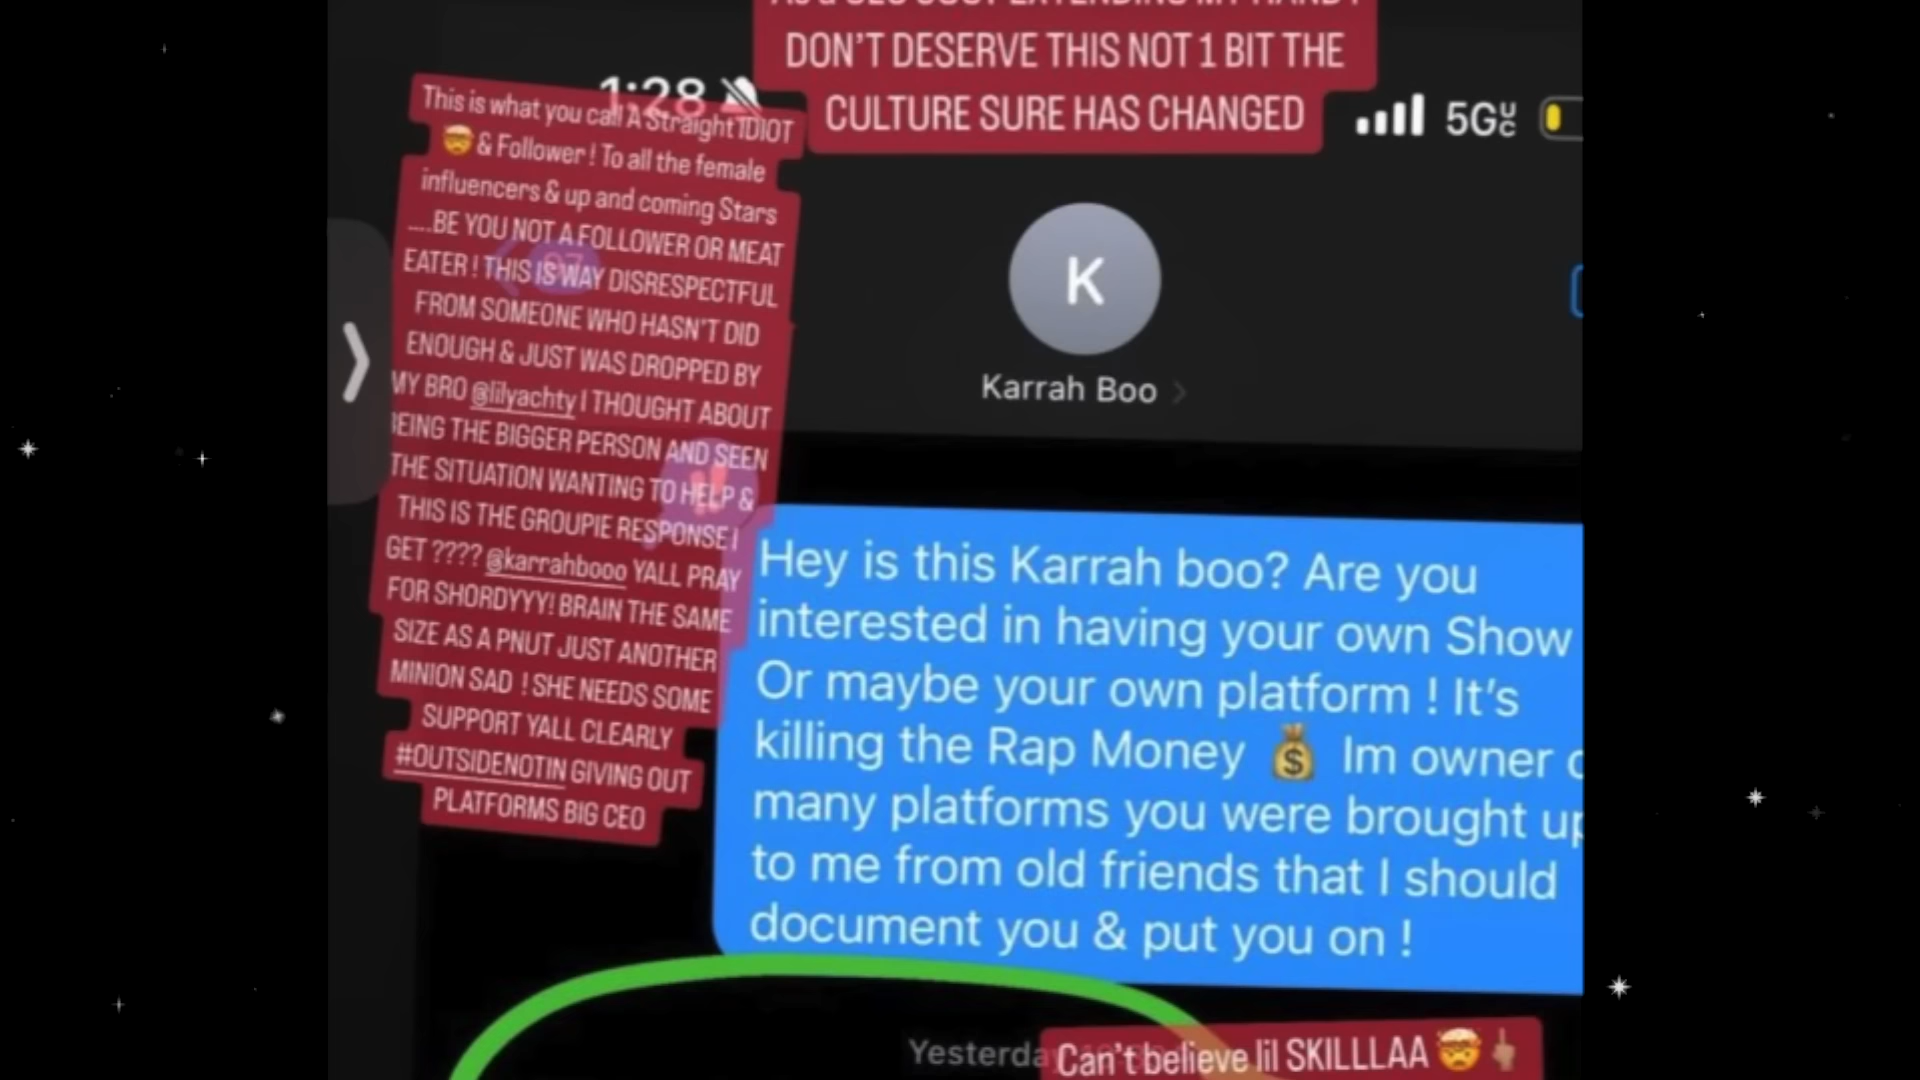 DON'T DESERVE THIS NOT 1 BIT THE
CULTURE SURE HAS CHANGED
1:28
5G UC
This is what you call A Straight IDIOT
🤯 & Follower ! To all the female
influencers & up and coming Stars
....BE YOU NOT A FOLLOWER OR MEAT
EATER ! THIS IS WAY DISRESPECTFUL
FROM SOMEONE WHO HASN'T DID
ENOUGH & JUST WAS DROPPED BY
MY BRO @lilyachty I THOUGHT ABOUT
BEING THE BIGGER PERSON AND SEEN
THE SITUATION WANTING TO HELP &
THIS IS THE GROUPIE RESPONSE I
GET ???? @karrahbooo YALL PRAY
FOR SHORDYYY! BRAIN THE SAME
SIZE AS A PNUT JUST ANOTHER
MINION SAD ! SHE NEEDS SOME
SUPPORT YALL CLEARLY
#OUTSIDENOTIN GIVING OUT
PLATFORMS BIG CEO
K
Karrah Boo
Hey is this Karrah boo? Are you
interested in having your own Show
Or maybe your own platform ! It's
killing the Rap Money 💰 Im owner
many platforms you were brought up
to me from old friends that I should
document you & put you on !
Yesterday
Can't believe lil SKILLLAA 🤯🖕🏽